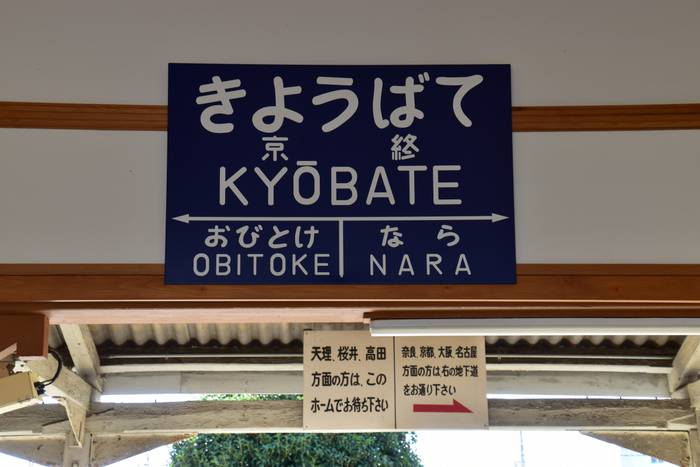 きようばて
京 終
KYŌBATE
おびとけ なら
OBITOKE NARA
天理、桜井、高田
方面の方は、この
ホームでお待ち下さい
奈良、京都、大阪、名古屋
方面の方は、右の地下道
をお通り下さい